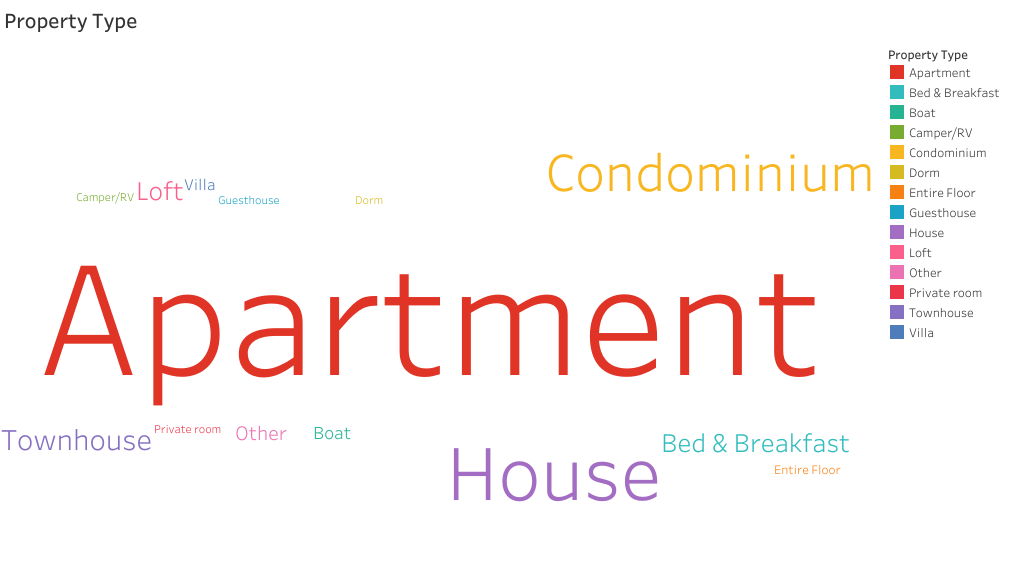 Property Type
Condominium
Camper/RV Loft Villa
Guesthouse Dorm
Apartment
Townhouse Private room Other Boat
House Bed & Breakfast
Entire Floor
Property Type
Apartment
Bed & Breakfast
Boat
Camper/RV
Condominium
Dorm
Entire Floor
Guesthouse
House
Loft
Other
Private room
Townhouse
Villa